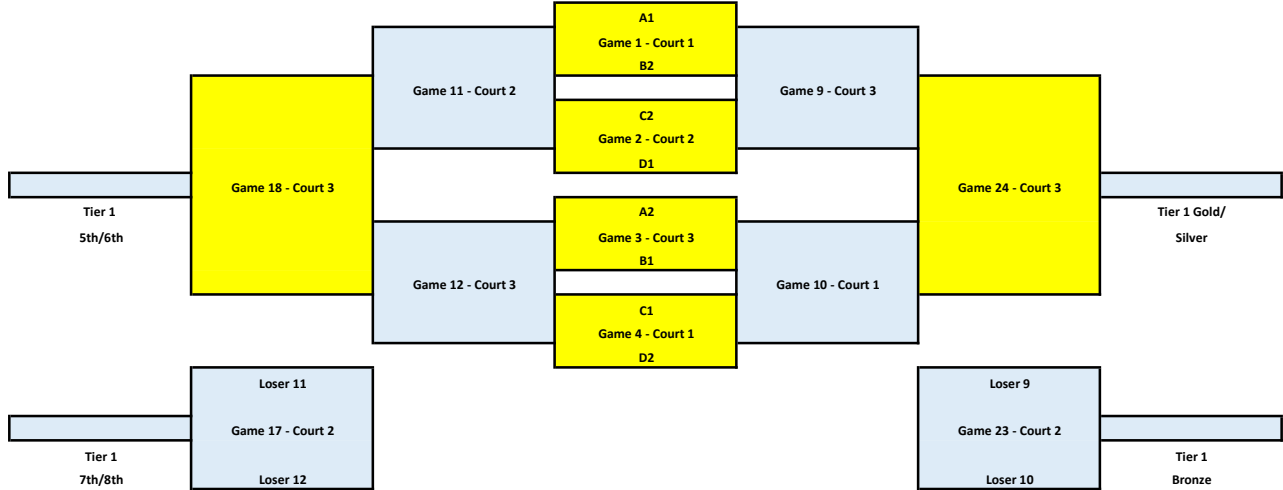 A1
Game 1 - Court 1
B2
Game 11 - Court 2
Game 9 - Court 3
C2
Game 2 - Court 2
D1
Game 18 - Court 3
Game 24 - Court 3
Tier 1
5th/6th
Tier 1 Gold/
Silver
A2
Game 3 - Court 3
B1
Game 12 - Court 3
Game 10 - Court 1
C1
Game 4 - Court 1
D2
Loser 11
Game 17 - Court 2
Loser 12
Tier 1
7th/8th
Loser 9
Game 23 - Court 2
Loser 10
Tier 1
Bronze